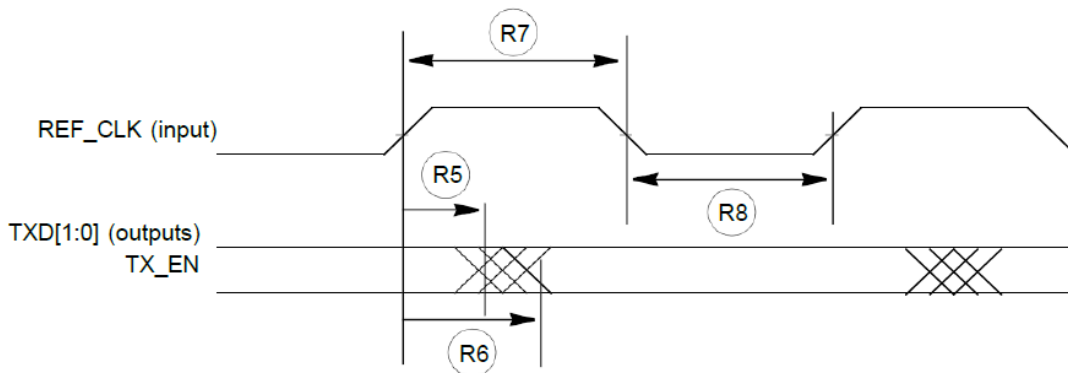 R7
REF_CLK (input)
R5
R8
TXD[1:0] (outputs)
TX_EN
R6